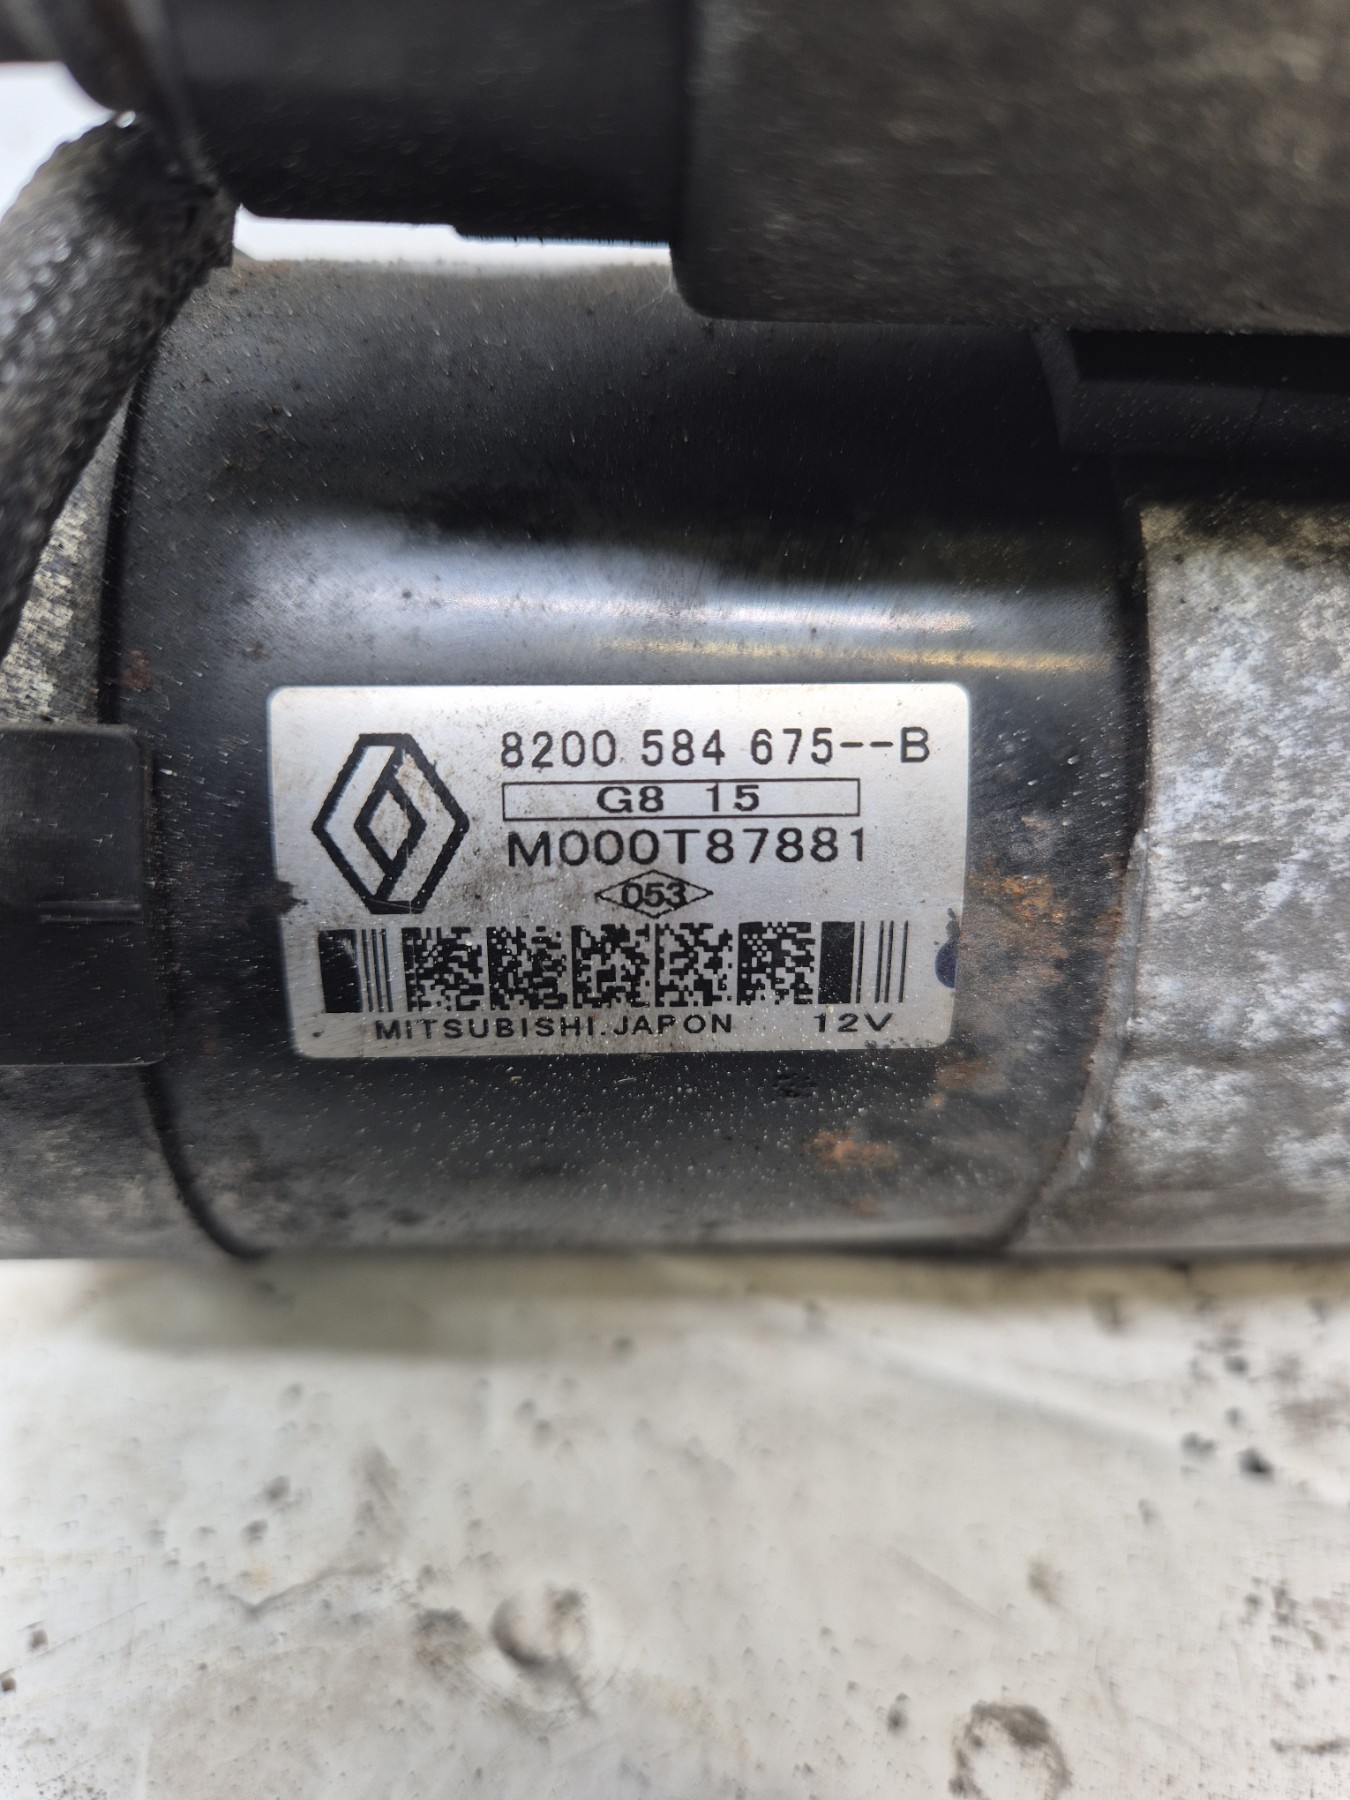 8200 584 675--B
G8 15
M000T87881
053
MITSUBISHI.JAPON 12V